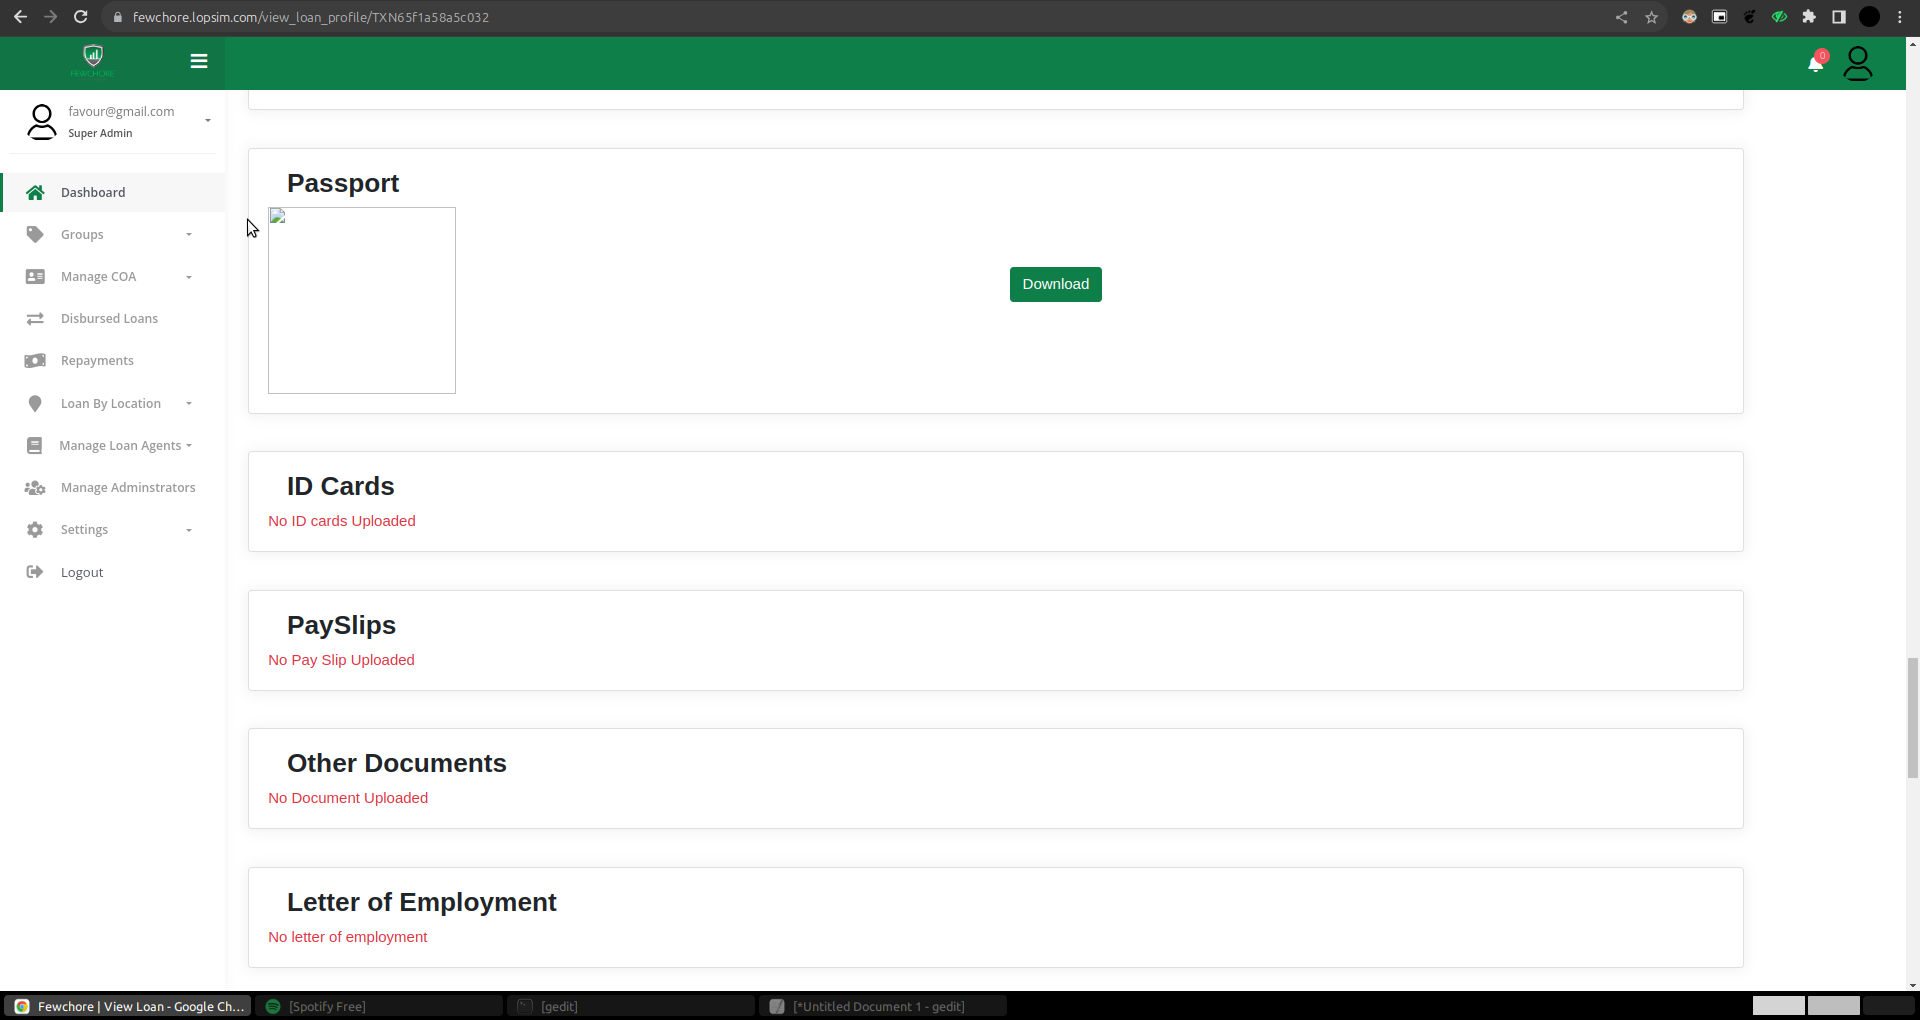 fewchore.lopsim.com/view_loan_profile/TXN65f1a58a5c032
FEWCHORE
0
favour@gmail.com
Super Admin
Dashboard
Groups
Manage COA
Disbursed Loans
Repayments
Loan By Location
Manage Loan Agents
Manage Adminstrators
Settings
Logout
Passport
Download
ID Cards
No ID cards Uploaded
PaySlips
No Pay Slip Uploaded
Other Documents
No Document Uploaded
Letter of Employment
No letter of employment
Fewchore | View Loan - Google Ch...
[Spotify Free]
[gedit]
[*Untitled Document 1 - gedit]